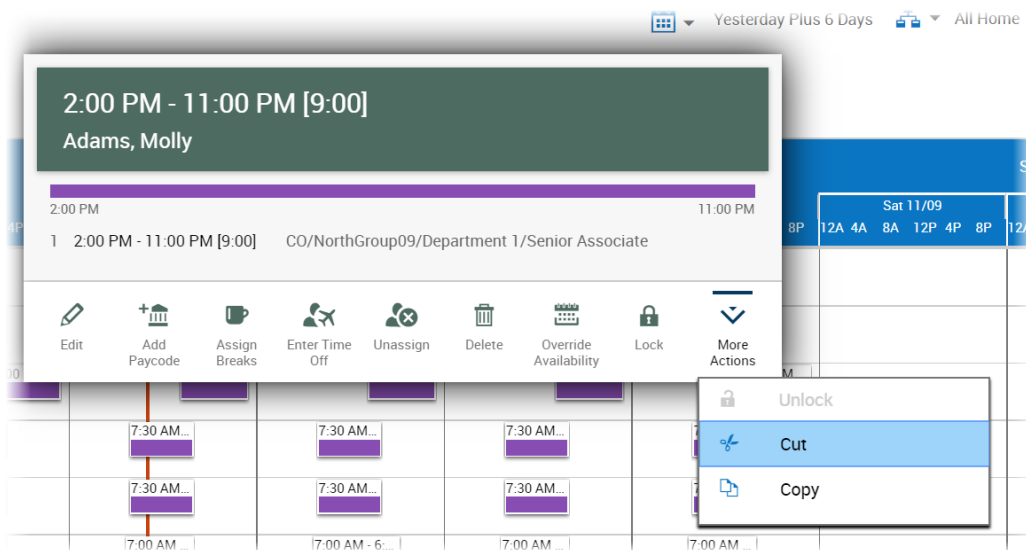 Yesterday Plus 6 Days All Home
2:00 PM - 11:00 PM [9:00]
Adams, Molly
2:00 PM 11:00 PM
1 2:00 PM - 11:00 PM [9:00] CO/NorthGroup09/Department 1/Senior Associate
Sat 11/09
4P 8P 12A 4A 8A 12P 4P 8P 12
Edit
Add Paycode
Assign Breaks
Enter Time Off
Unassign
Delete
Override Availability
Lock
More Actions
Unlock
Cut
Copy
7:30 AM... 7:30 AM... 7:30 AM...
7:30 AM... 7:30 AM... 7:30 AM...
7:00 AM ... 7:00 AM - 6:... 7:00 AM ... 7:00 AM ...